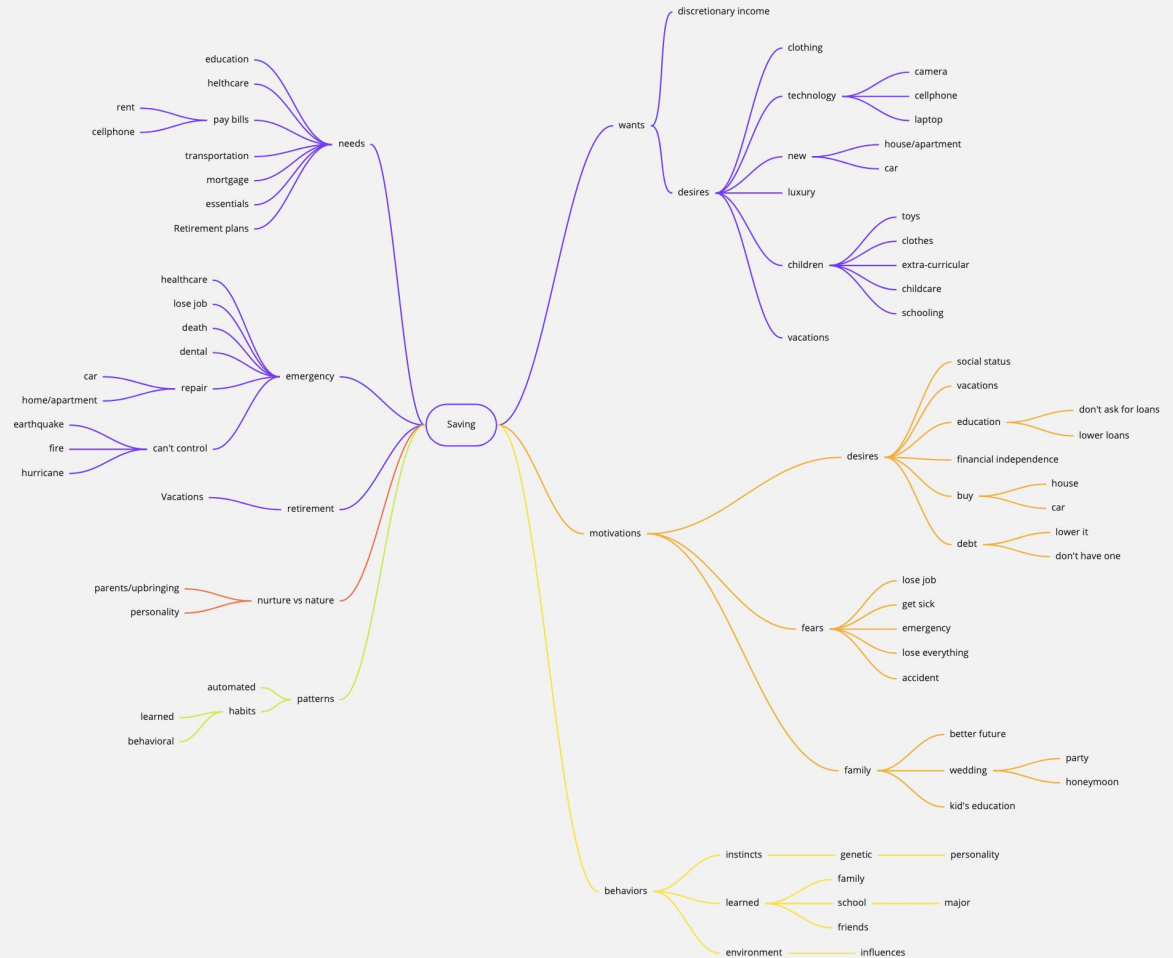 Saving
needs
education
helthcare
pay bills
rent
cellphone
transportation
mortgage
essentials
Retirement plans
emergency
healthcare
lose job
death
dental
repair
car
home/apartment
can't control
earthquake
fire
hurricane
retirement
Vacations
nurture vs nature
parents/upbringing
personality
patterns
automated
habits
learned
behavioral
wants
discretionary income
desires
clothing
technology
camera
cellphone
laptop
new
house/apartment
car
luxury
children
toys
clothes
extra-curricular
childcare
schooling
vacations
motivations
desires
social status
vacations
education
don't ask for loans
lower loans
financial independence
buy
house
car
debt
lower it
don't have one
fears
lose job
get sick
emergency
lose everything
accident
family
better future
wedding
party
honeymoon
kid's education
behaviors
instincts
genetic
personality
learned
family
school
major
friends
environment
influences